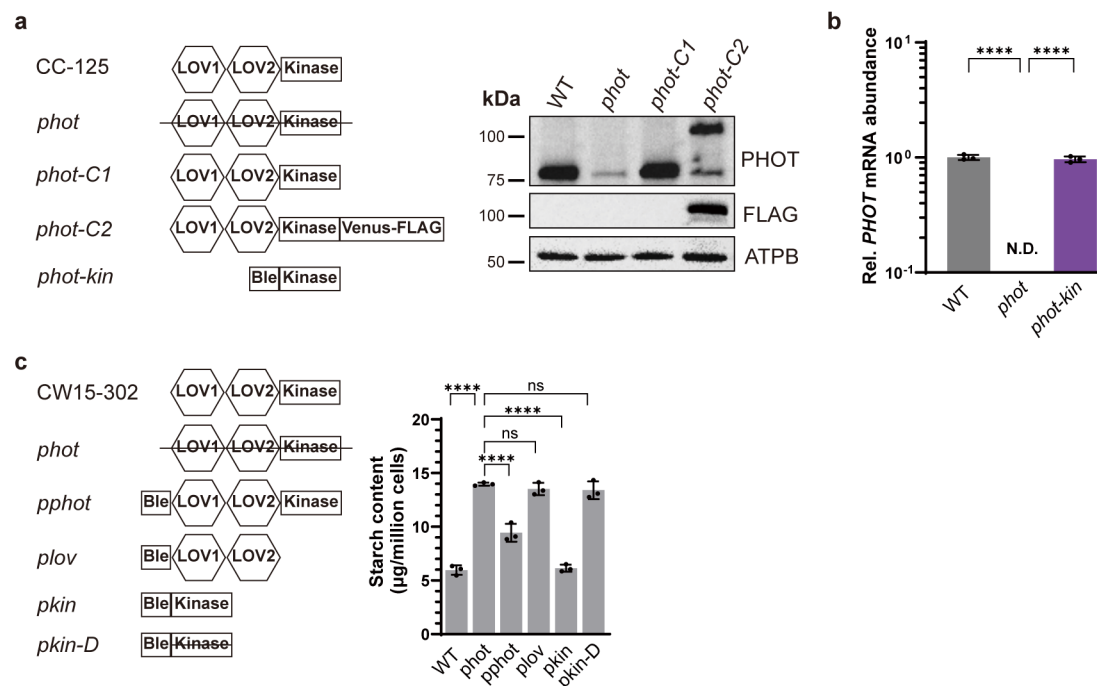 a
CC-125
LOV1 LOV2 Kinase
phot
LOV1 LOV2 Kinase
phot-C1
LOV1 LOV2 Kinase
phot-C2
LOV1 LOV2 Kinase Venus-FLAG
phot-kin
Ble Kinase
kDa
WT
phot
phot-C1
phot-C2
100
75
PHOT
100
FLAG
50
ATPB
b
Rel. PHOT mRNA abundance
10¹
10⁰
10⁻¹
**** ****
N.D.
WT
phot
phot-kin
c
CW15-302
LOV1 LOV2 Kinase
phot
LOV1 LOV2 Kinase
pphot
Ble LOV1 LOV2 Kinase
plov
Ble LOV1 LOV2
pkin
Ble Kinase
pkin-D
Ble Kinase
Starch content
(µg/million cells)
20
15
10
5
0
**** ns
****
ns
****
WT
phot
pphot
plov
pkin
pkin-D